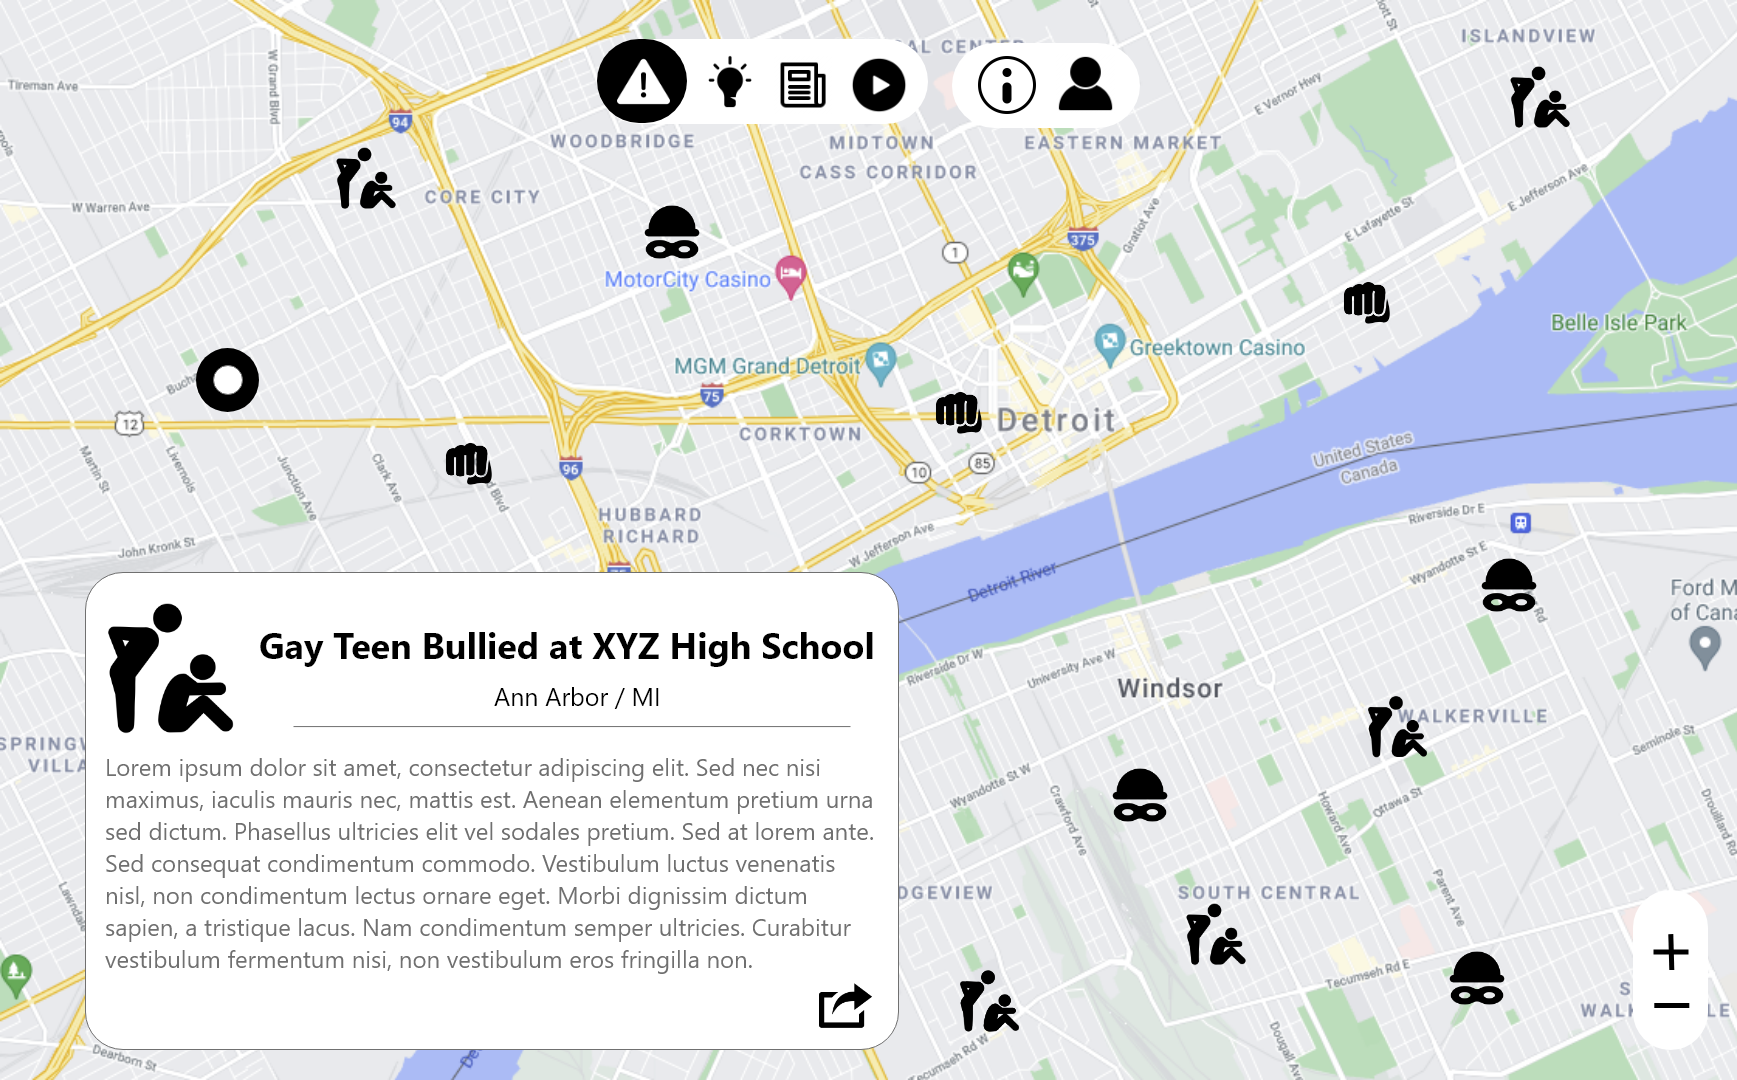 ISLANDVIEW
AL CENTER
Tireman Ave
W Grand Blvd
E Vernor Hwy
94
WOODBRIDGE
MIDTOWN
EASTERN MARKET
CASS CORRIDOR
CORE CITY
W Warren Ave
E Jefferson Ave
E Lafayette St
Gratiot Ave
375
1
MotorCity Casino
Belle Isle Park
Greektown Casino
MGM Grand Detroit
75
12
Detroit
CORKTOWN
United States
Canada
Martin St
Livernois
Junction Ave
Clark Ave
96
10
85
HUBBARD
RICHARD
W Jefferson Ave
Riverside Dr E
John Kronk St
Wyandotte St E
Detroit River
Ford M
of Cana
Gay Teen Bullied at XYZ High School
Ann Arbor / MI
Lorem ipsum dolor sit amet, consectetur adipiscing elit. Sed nec nisi
maximus, iaculis mauris nec, mattis est. Aenean elementum pretium urna
sed dictum. Phasellus ultricies elit vel sodales pretium. Sed at lorem ante.
Sed consequat condimentum commodo. Vestibulum luctus venenatis
nisl, non condimentum lectus ornare eget. Morbi dignissim dictum
sapien, a tristique lacus. Nam condimentum semper ultricies. Curabitur
vestibulum fermentum nisi, non vestibulum eros fringilla non.
Riverside Dr W
University Ave W
Windsor
WALKERVILLE
SPRINGW
VILLA
Seminole St
Wyandotte St W
Crawford Ave
Howard Ave
Ottawa St
Drouillard Rd
Parent Ave
DGEVIEW
SOUTH CENTRAL
Lawndale
Tecumseh Rd E
Tecumseh Rd W
Dougall Ave
S
WALK
LE
Dearborn St